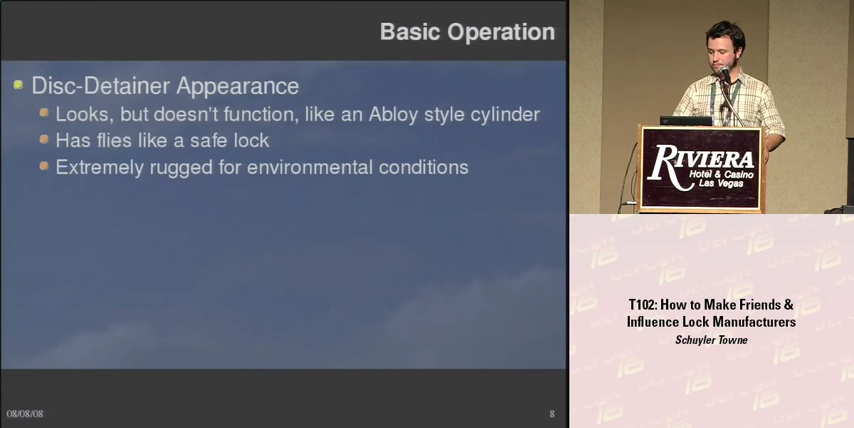 Basic Operation
Disc-Detainer Appearance
Looks, but doesn't function, like an Abloy style cylinder
Has flies like a safe lock
Extremely rugged for environmental conditions
08/08/08
8
RIVIERA
Hotel & Casino
Las Vegas
T102: How to Make Friends &
Influence Lock Manufacturers
Schuyler Towne